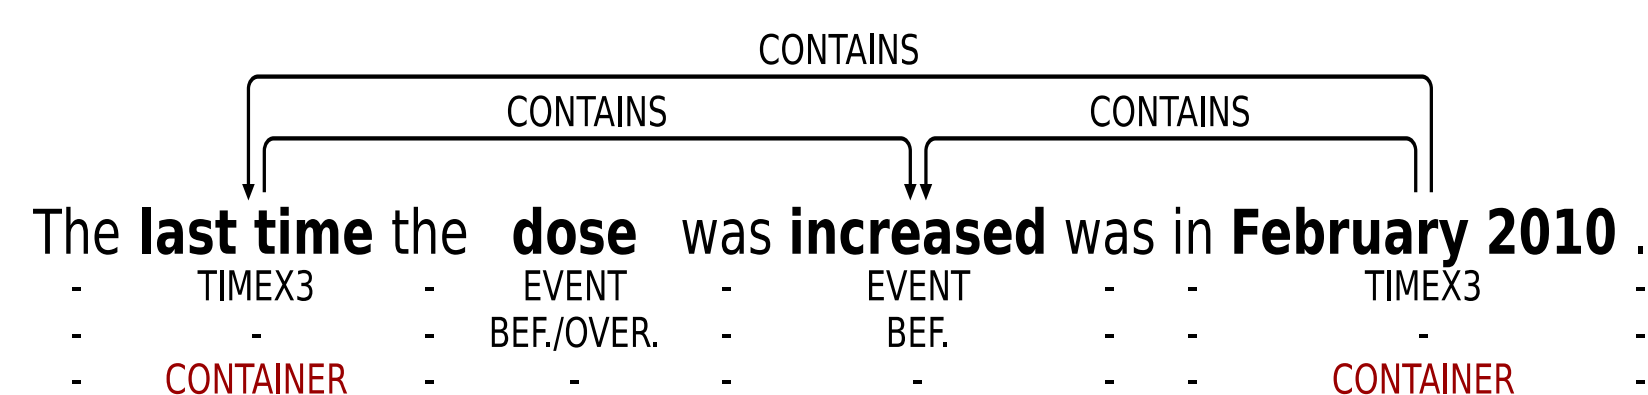 CONTAINS
CONTAINS CONTAINS
The last time the dose was increased was in February 2010 .
- TIMEX3 - EVENT - EVENT - - TIMEX3 -
- - - BEF./OVER. - BEF. - - - -
- CONTAINER - - - - - - CONTAINER -